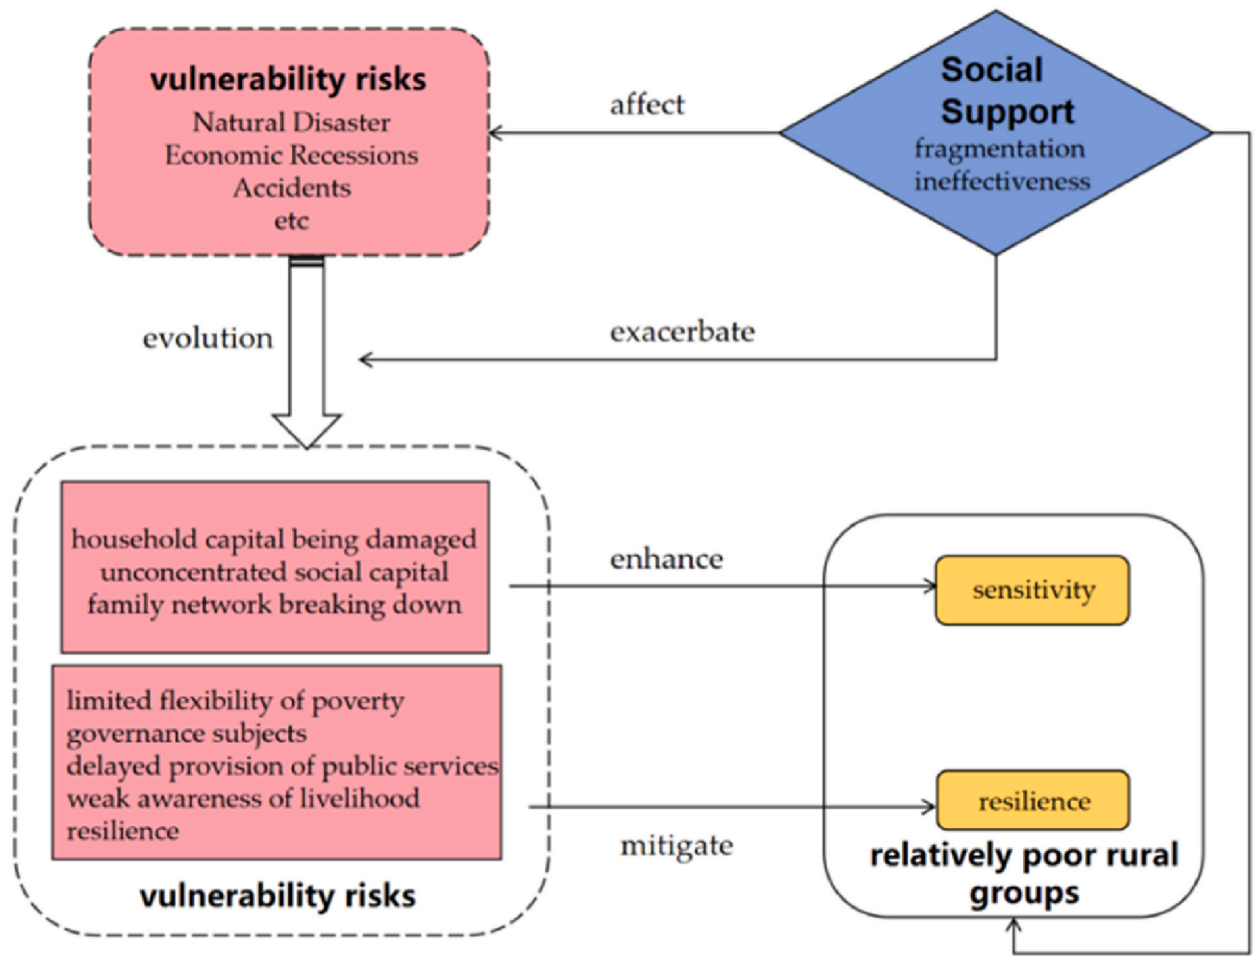 vulnerability risks
Natural Disaster
Economic Recessions
Accidents
etc
affect
Social
Support
fragmentation
ineffectiveness
evolution
exacerbate
household capital being damaged
unconcentrated social capital
family network breaking down
enhance
sensitivity
limited flexibility of poverty
governance subjects
delayed provision of public services
weak awareness of livelihood
resilience
mitigate
resilience
relatively poor rural
groups
vulnerability risks